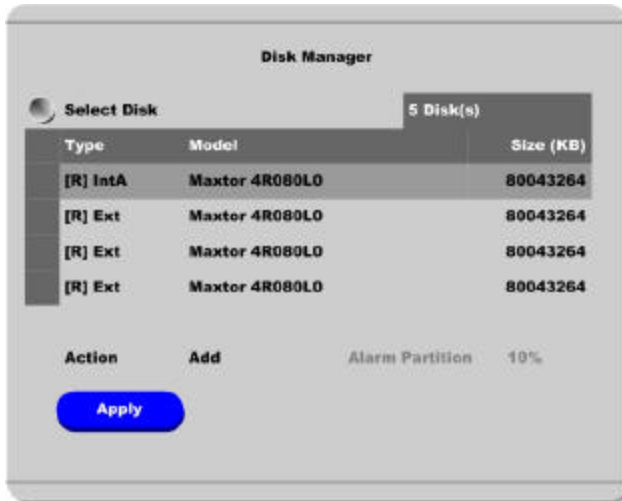 Disk Manager
Select Disk 5 Disk(s)
Type Model Size (KB)
[R] IntA Maxtor 4R080L0 80043264
[R] Ext Maxtor 4R080L0 80043264
[R] Ext Maxtor 4R080L0 80043264
[R] Ext Maxtor 4R080L0 80043264
Action Add Alarm Partition 10%
Apply